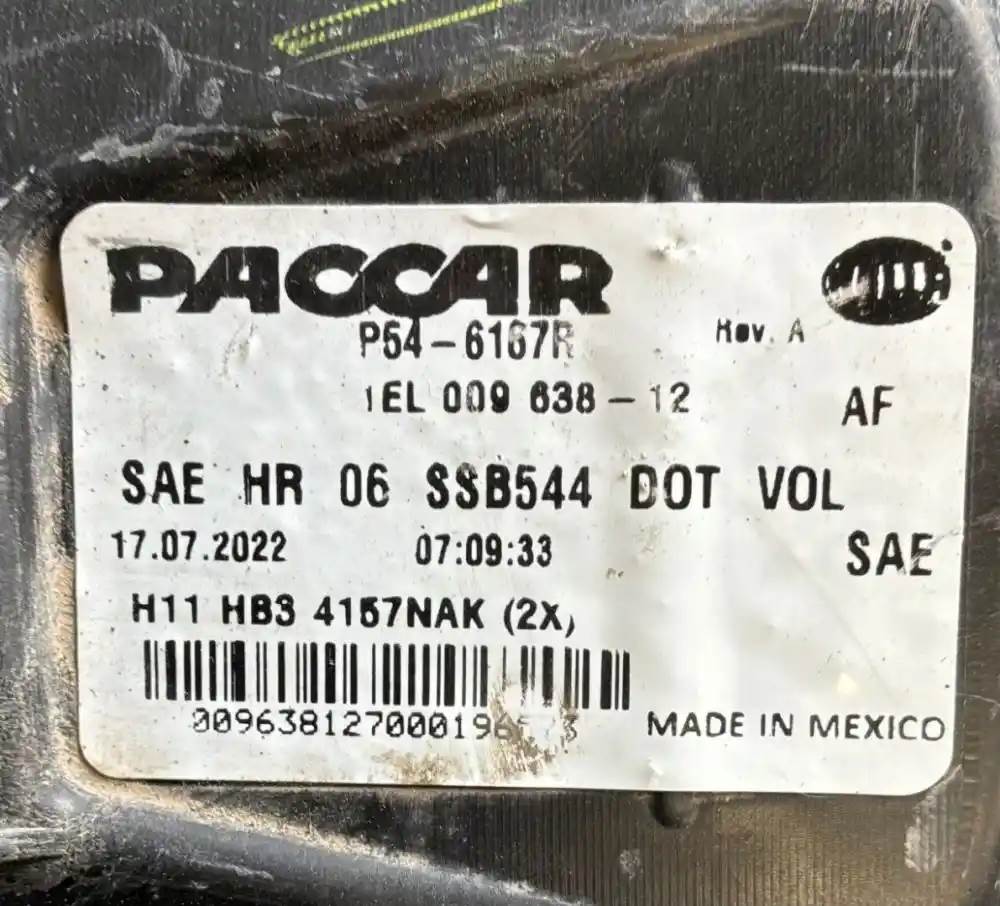 PACCAR
HELLA
P54-6167R Rev. A
1EL 009 638-12 AF
SAE HR 06 SSB544 DOT VOL
17.07.2022 07:09:33 SAE
H11 HB3 4157NAK (2X)
MADE IN MEXICO